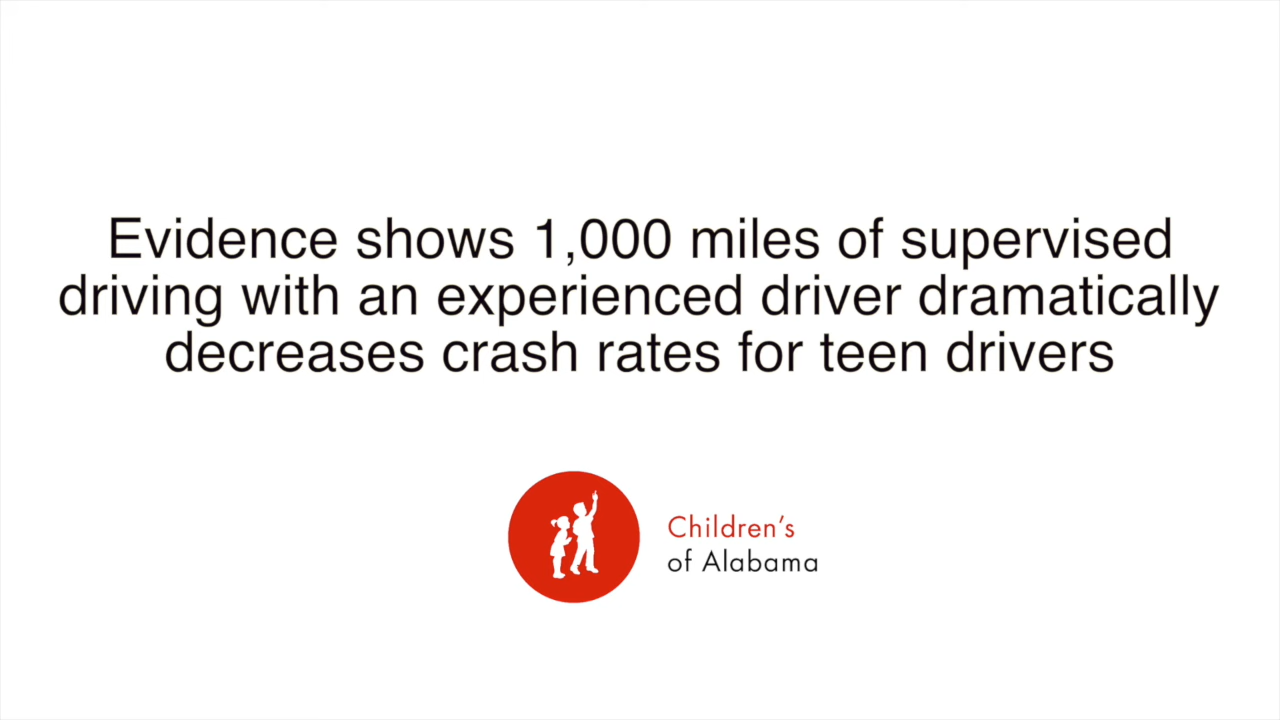 Evidence shows 1,000 miles of supervised
driving with an experienced driver dramatically
decreases crash rates for teen drivers
Children's
of Alabama